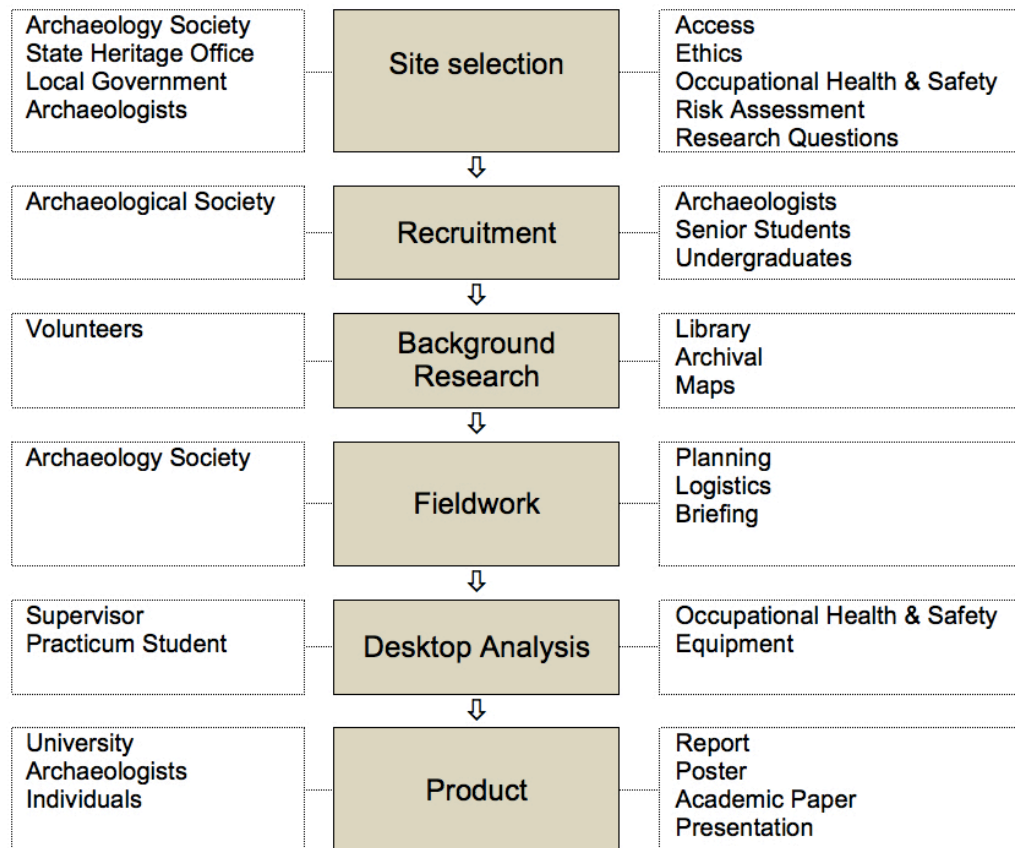 Archaeology Society
State Heritage Office
Local Government
Archaeologists
Site selection
Access
Ethics
Occupational Health & Safety
Risk Assessment
Research Questions
Archaeological Society
Recruitment
Archaeologists
Senior Students
Undergraduates
Volunteers
Background
Research
Library
Archival
Maps
Archaeology Society
Fieldwork
Planning
Logistics
Briefing
Supervisor
Practicum Student
Desktop Analysis
Occupational Health & Safety
Equipment
University
Archaeologists
Individuals
Product
Report
Poster
Academic Paper
Presentation